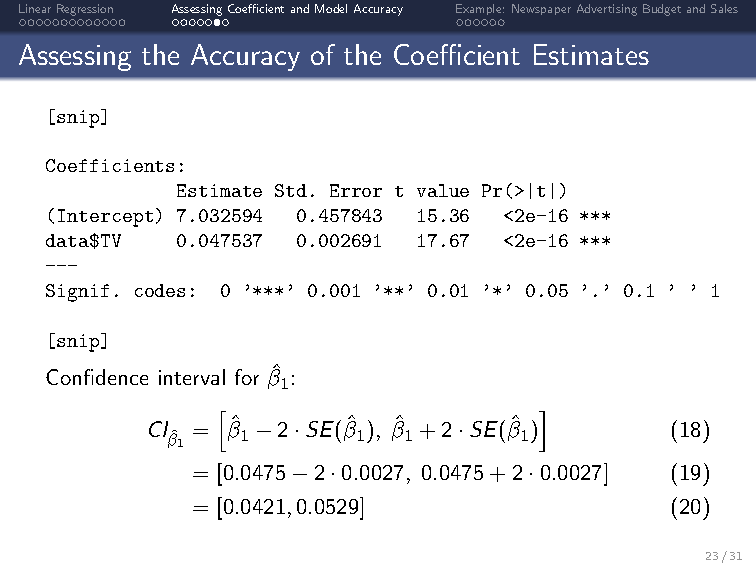 Linear Regression Assessing Coefficient and Model Accuracy Example: Newspaper Advertising Budget and Sales
Assessing the Accuracy of the Coefficient Estimates
[snip]
Coefficients:
Estimate Std. Error t value Pr(>|t|)
(Intercept) 7.032594 0.457843 15.36 <2e-16 ***
data$TV 0.047537 0.002691 17.67 <2e-16 ***
---
Signif. codes: 0 ’***’ 0.001 ’**’ 0.01 ’*’ 0.05 ’.’ 0.1 ’ ’ 1
[snip]
Confidence interval for β̂₁:
CI_β̂₁ = [β̂₁ − 2 · SE(β̂₁), β̂₁ + 2 · SE(β̂₁)] (18)
= [0.0475 − 2 · 0.0027, 0.0475 + 2 · 0.0027] (19)
= [0.0421, 0.0529] (20)
23 / 31